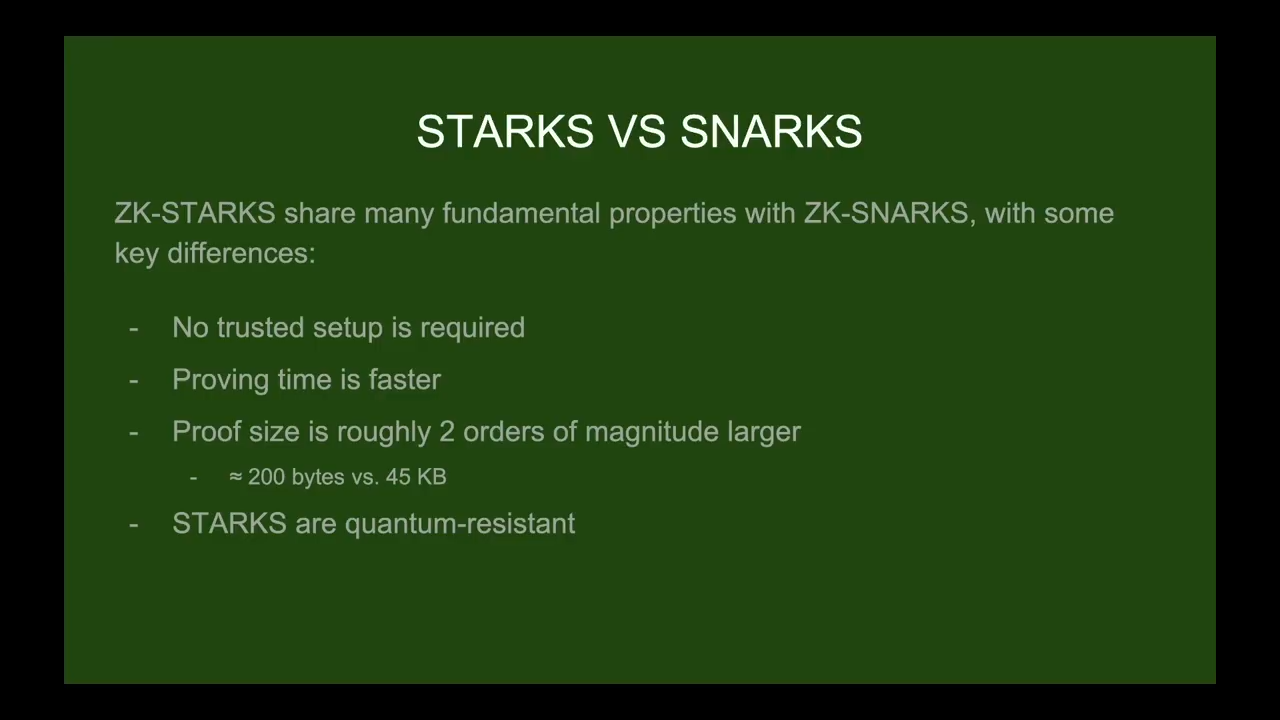 STARKS VS SNARKS
ZK-STARKS share many fundamental properties with ZK-SNARKS, with some
key differences:
- No trusted setup is required
- Proving time is faster
- Proof size is roughly 2 orders of magnitude larger
- ≈ 200 bytes vs. 45 KB
- STARKS are quantum-resistant